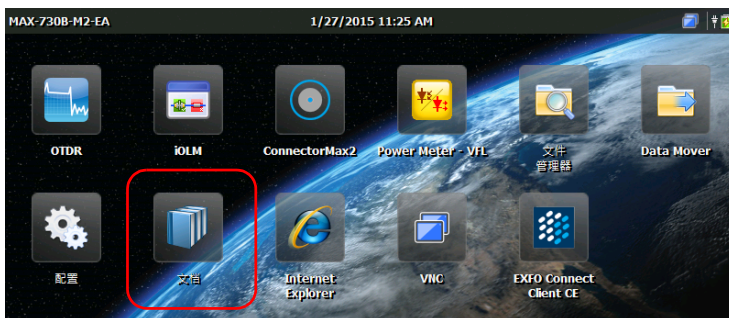 MAX-730B-M2-EA 1/27/2015 11:25 AM
OTDR iOLM ConnectorMax2 Power Meter - VFL 文件 Data Mover
管理器
配置 文档 Internet VNC EXFO Connect
Explorer Client CE